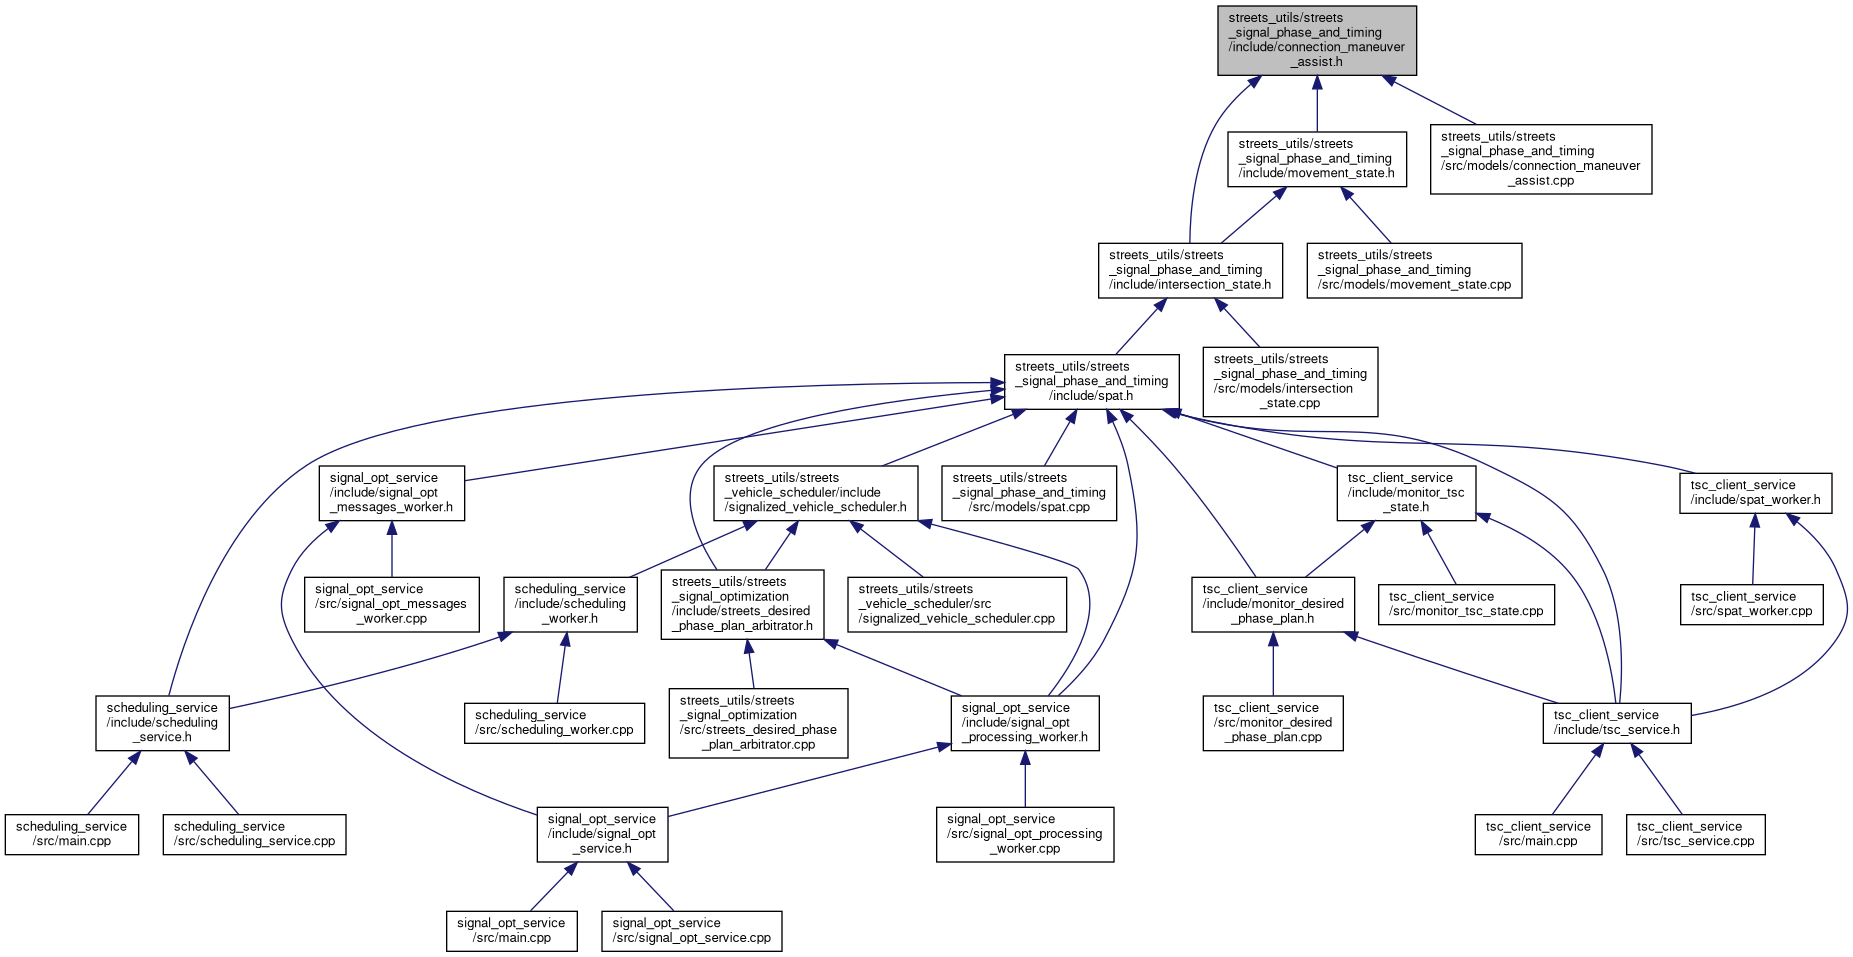 streets_utils/streets
_signal_phase_and_timing
/include/connection_maneuver
_assist.h
streets_utils/streets
_signal_phase_and_timing
/include/movement_state.h
streets_utils/streets
_signal_phase_and_timing
/src/models/connection_maneuver
_assist.cpp
streets_utils/streets
_signal_phase_and_timing
/include/intersection_state.h
streets_utils/streets
_signal_phase_and_timing
/src/models/movement_state.cpp
streets_utils/streets
_signal_phase_and_timing
/include/spat.h
streets_utils/streets
_signal_phase_and_timing
/src/models/intersection
_state.cpp
signal_opt_service
/include/signal_opt
_messages_worker.h
streets_utils/streets
_vehicle_scheduler/include
/signalized_vehicle_scheduler.h
streets_utils/streets
_signal_phase_and_timing
/src/models/spat.cpp
tsc_client_service
/include/monitor_tsc
_state.h
tsc_client_service
/include/spat_worker.h
signal_opt_service
/src/signal_opt_messages
_worker.cpp
scheduling_service
/include/scheduling
_worker.h
streets_utils/streets
_signal_optimization
/include/streets_desired
_phase_plan_arbitrator.h
streets_utils/streets
_vehicle_scheduler/src
/signalized_vehicle_scheduler.cpp
tsc_client_service
/include/monitor_desired
_phase_plan.h
tsc_client_service
/src/monitor_tsc_state.cpp
tsc_client_service
/src/spat_worker.cpp
scheduling_service
/include/scheduling
_service.h
scheduling_service
/src/scheduling_worker.cpp
streets_utils/streets
_signal_optimization
/src/streets_desired_phase
_plan_arbitrator.cpp
signal_opt_service
/include/signal_opt
_processing_worker.h
tsc_client_service
/src/monitor_desired
_phase_plan.cpp
tsc_client_service
/include/tsc_service.h
scheduling_service
/src/main.cpp
scheduling_service
/src/scheduling_service.cpp
signal_opt_service
/include/signal_opt
_service.h
signal_opt_service
/src/signal_opt_processing
_worker.cpp
tsc_client_service
/src/main.cpp
tsc_client_service
/src/tsc_service.cpp
signal_opt_service
/src/main.cpp
signal_opt_service
/src/signal_opt_service.cpp